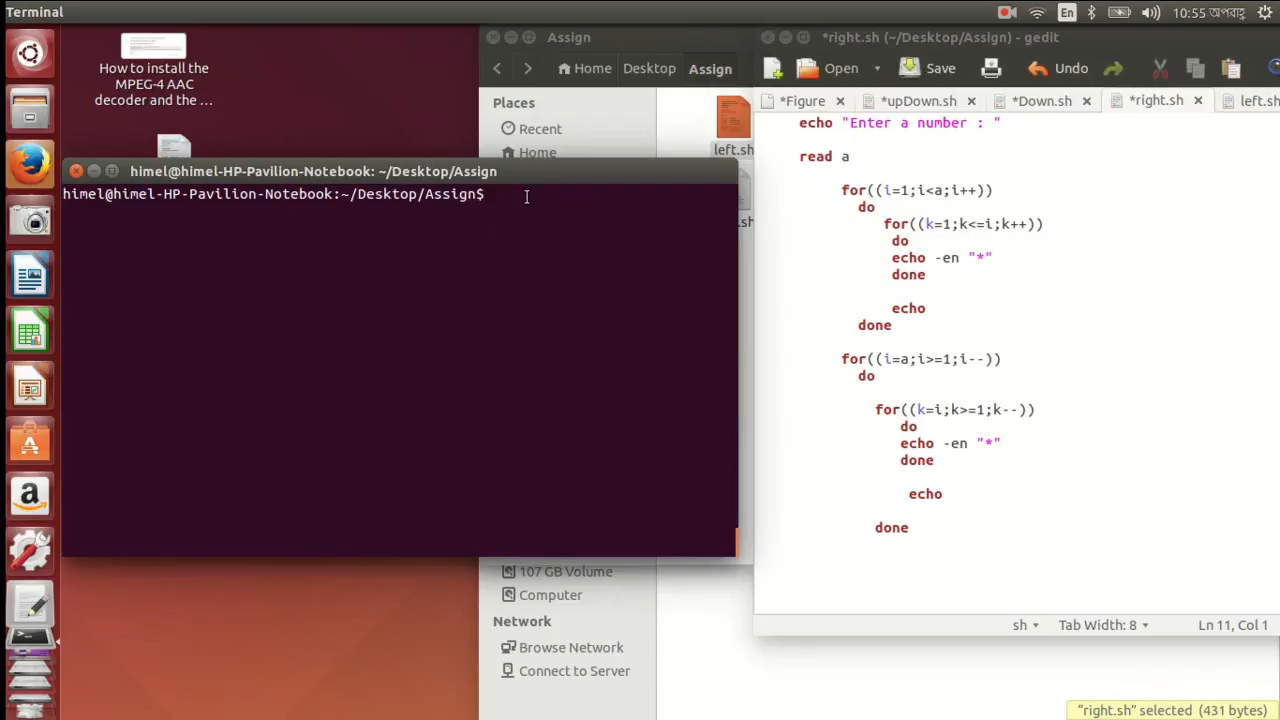 Terminal
En
10:55 অপরাহ্ণ
How to install the
MPEG-4 AAC
decoder and the …
Assign
Home
Desktop
Assign
Places
Recent
Home
left.sh
107 GB Volume
Computer
Network
Browse Network
Connect to Server
himel@himel-HP-Pavilion-Notebook: ~/Desktop/Assign
himel@himel-HP-Pavilion-Notebook:~/Desktop/Assign$
*right.sh (~/Desktop/Assign) - gedit
Open
Save
Undo
*Figure
*upDown.sh
*Down.sh
*right.sh
left.sh
echo "Enter a number : "
read a
for((i=1;i<a;i++))
do
for((k=1;k<=i;k++))
do
echo -en "*"
done
echo
done
for((i=a;i>=1;i--))
do
for((k=i;k>=1;k--))
do
echo -en "*"
done
echo
done
sh
Tab Width: 8
Ln 11, Col 1
"right.sh" selected (431 bytes)